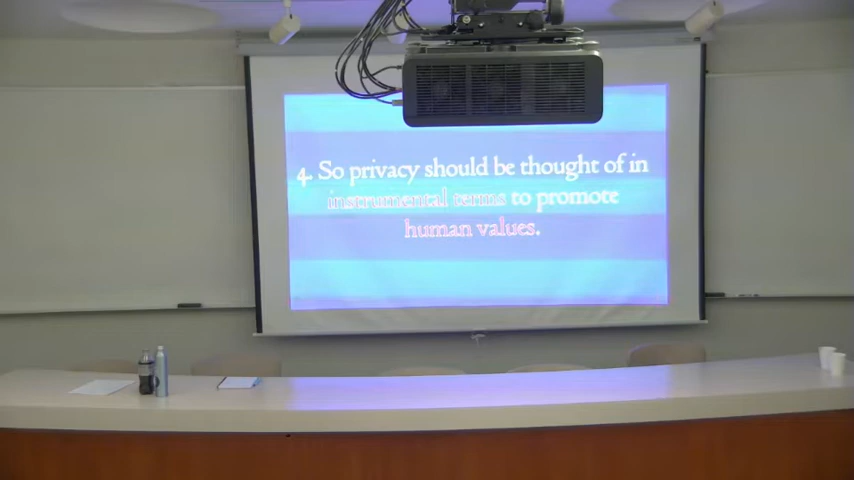 4. So privacy should be thought of in
instrumental terms to promote
human values.